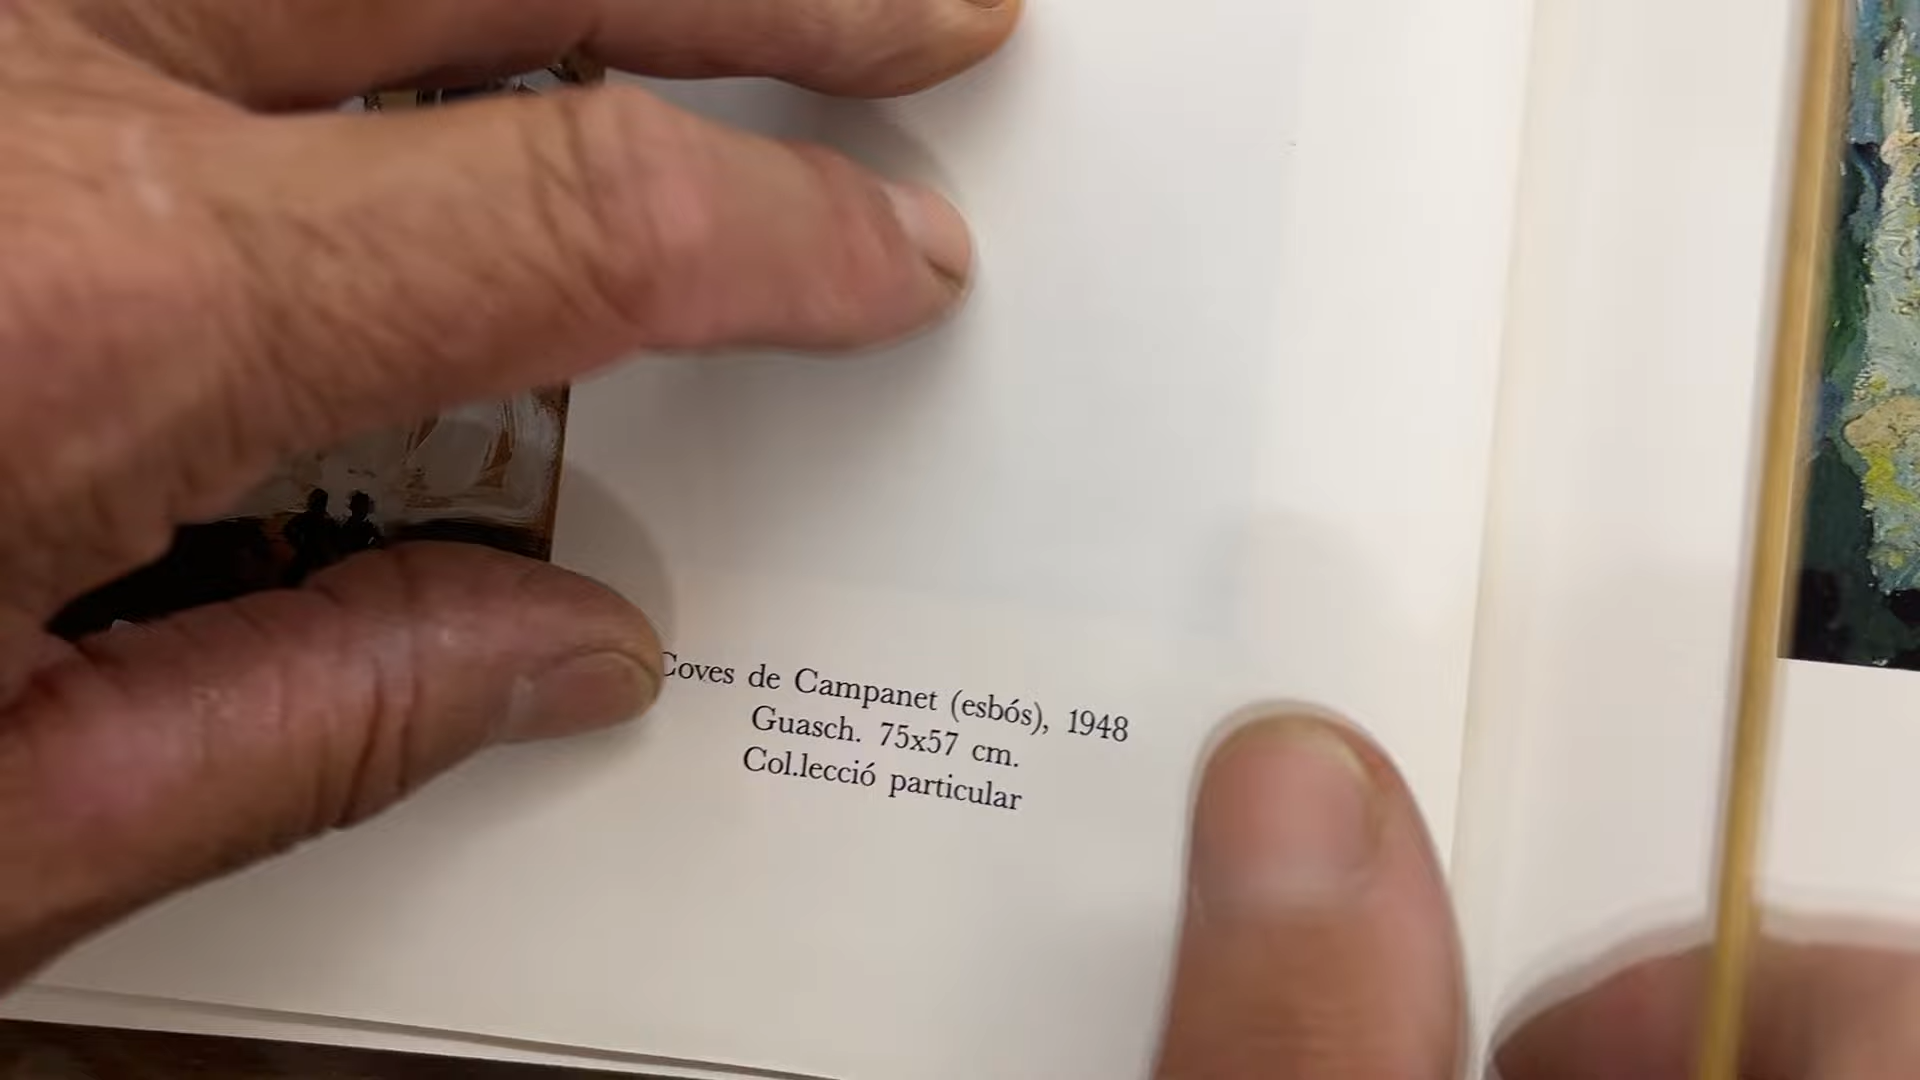 Coves de Campanet (esbós), 1948
Guasch. 75x57 cm.
Col.lecció particular